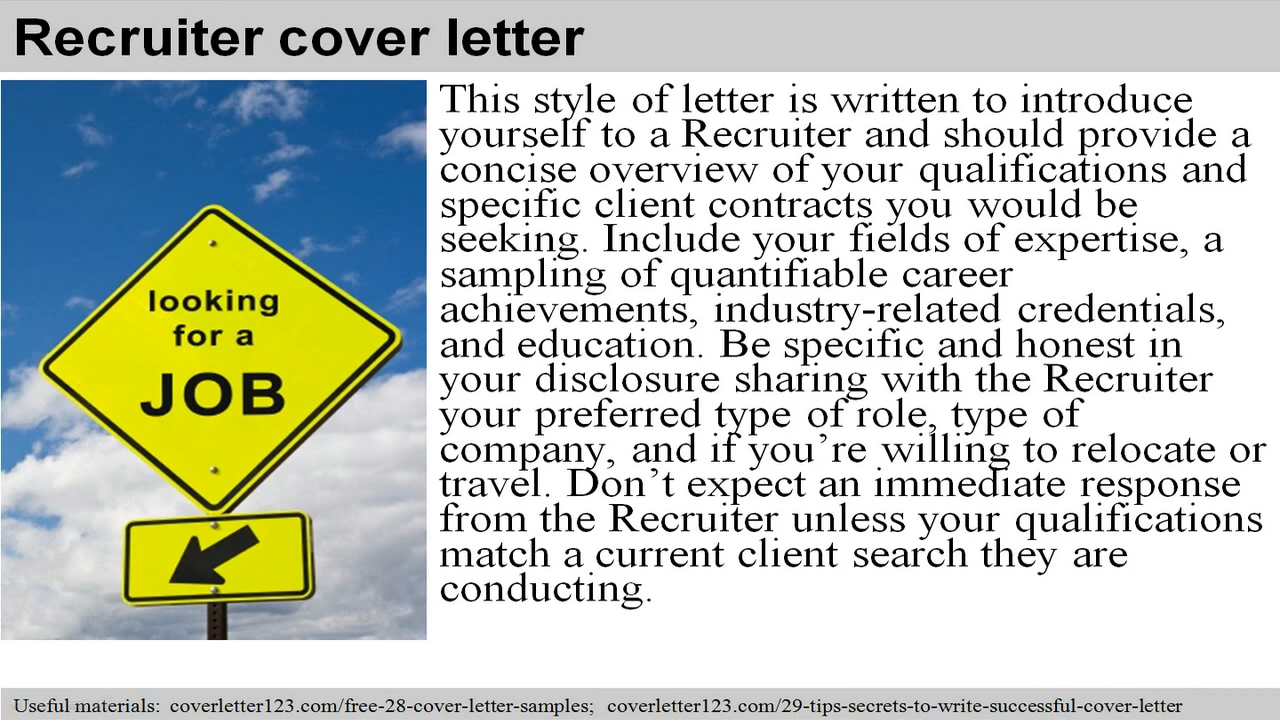 Recruiter cover letter
looking
for a
JOB
This style of letter is written to introduce
yourself to a Recruiter and should provide a
concise overview of your qualifications and
specific client contracts you would be
seeking. Include your fields of expertise, a
sampling of quantifiable career
achievements, industry-related credentials,
and education. Be specific and honest in
your disclosure sharing with the Recruiter
your preferred type of role, type of
company, and if you’re willing to relocate or
travel. Don’t expect an immediate response
from the Recruiter unless your qualifications
match a current client search they are
conducting.
Useful materials: coverletter123.com/free-28-cover-letter-samples; coverletter123.com/29-tips-secrets-to-write-successful-cover-letter